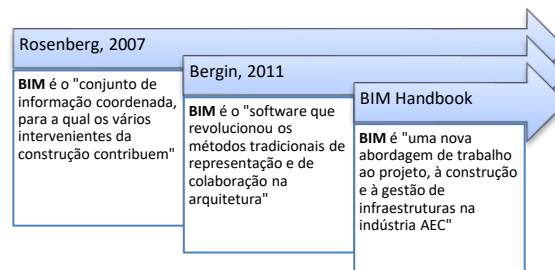 Rosenberg, 2007
BIM é o "conjunto de
informação coordenada,
para a qual os vários
intervenientes da
construção contribuem"
Bergin, 2011
BIM é o "software que
revolucionou os
métodos tradicionais de
representação e de
colaboração na
arquitetura"
BIM Handbook
BIM é "uma nova
abordagem de trabalho
ao projeto, à construção
e à gestão de
infraestruturas na
indústria AEC"